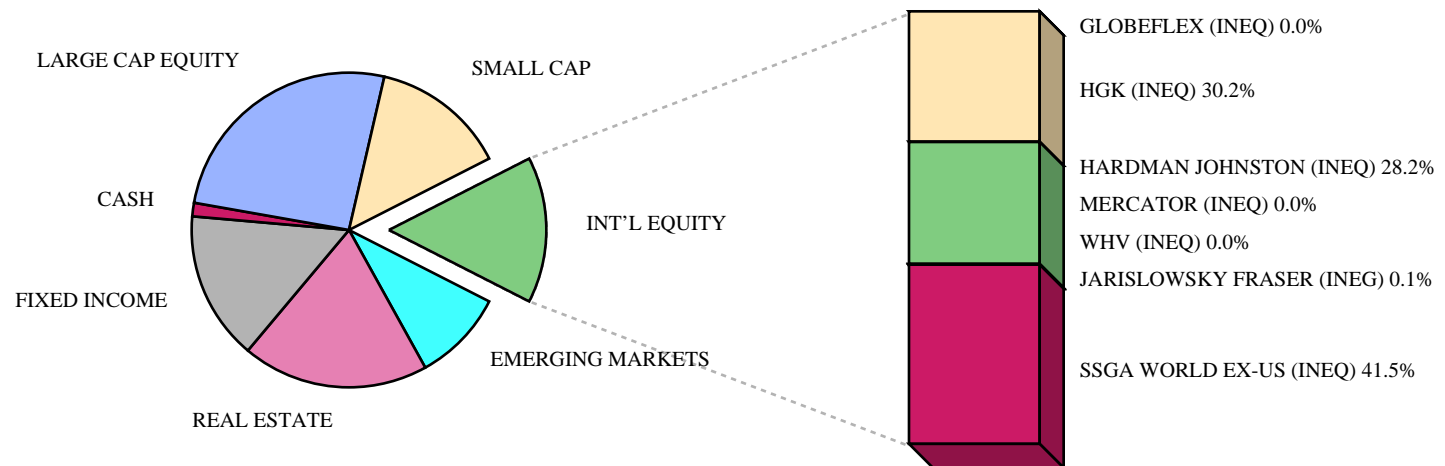 LARGE CAP EQUITY
SMALL CAP
CASH
INT'L EQUITY
FIXED INCOME
EMERGING MARKETS
REAL ESTATE
GLOBEFLEX (INEQ) 0.0%
HGK (INEQ) 30.2%
HARDMAN JOHNSTON (INEQ) 28.2%
MERCATOR (INEQ) 0.0%
WHV (INEQ) 0.0%
JARISLOWSKY FRASER (INEG) 0.1%
SSGA WORLD EX-US (INEQ) 41.5%